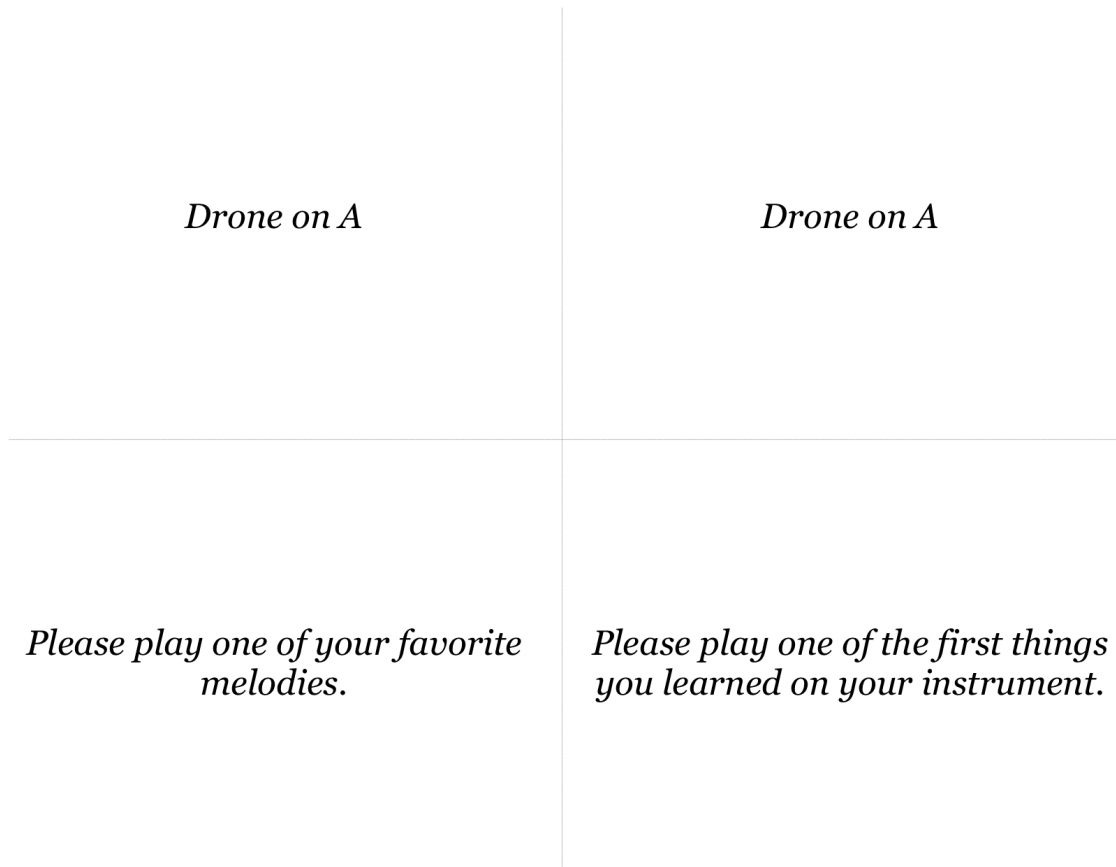 Drone on A
Drone on A
Please play one of your favorite
melodies.
Please play one of the first things
you learned on your instrument.